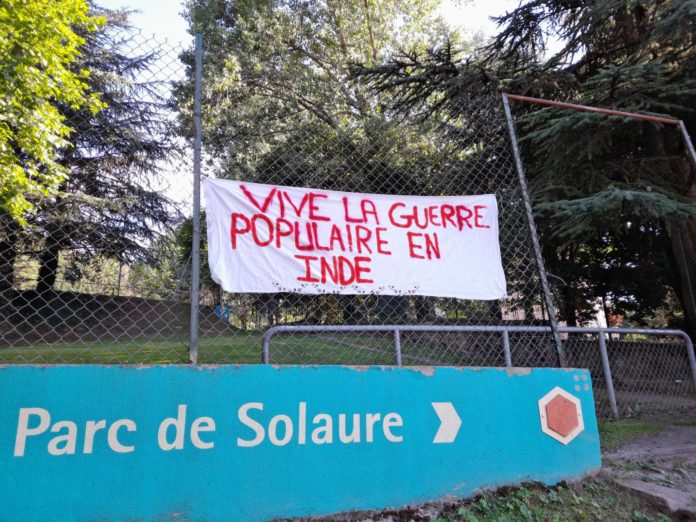 VIVE LA GUERRE
POPULAIRE EN
INDE
Parc de Solaure